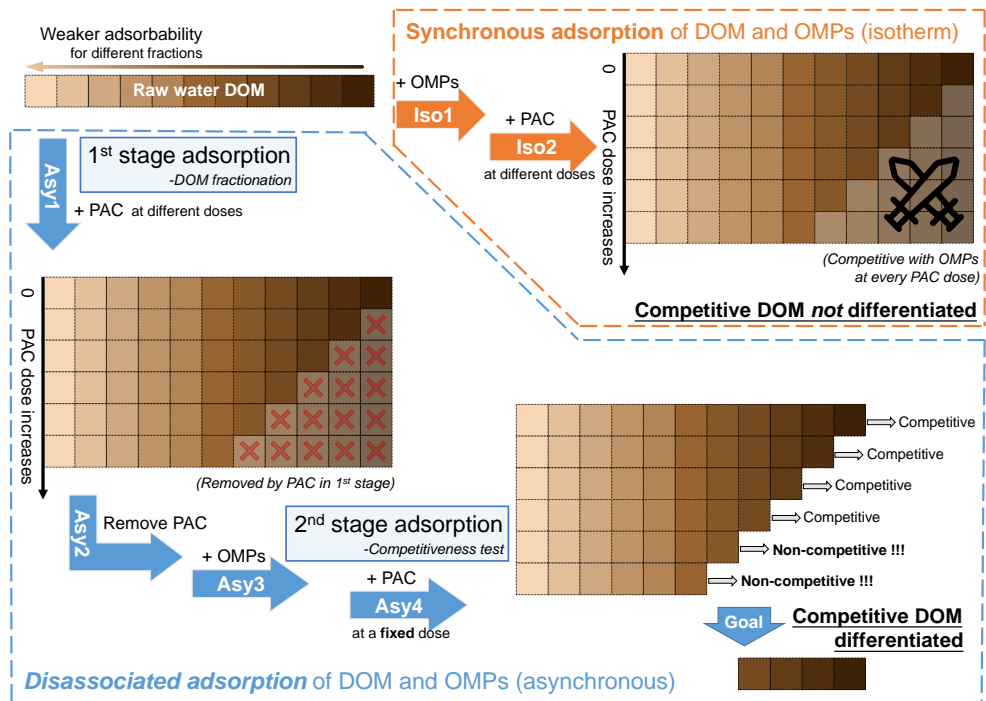 Weaker adsorbability
for different fractions
Raw water DOM
Synchronous adsorption of DOM and OMPs (isotherm)
+ OMPs
Iso1
+ PAC
Iso2
at different doses
0
PAC dose increases
(Competitive with OMPs
at every PAC dose)
Competitive DOM not differentiated
Asy1
1st stage adsorption
-DOM fractionation
+ PAC at different doses
0
PAC dose increases
(Removed by PAC in 1st stage)
Asy2
Remove PAC
+ OMPs
Asy3
2nd stage adsorption
-Competitiveness test
+ PAC
Asy4
at a fixed dose
Competitive
Competitive
Competitive
Competitive
Non-competitive !!!
Non-competitive !!!
Goal
Competitive DOM
differentiated
Disassociated adsorption of DOM and OMPs (asynchronous)